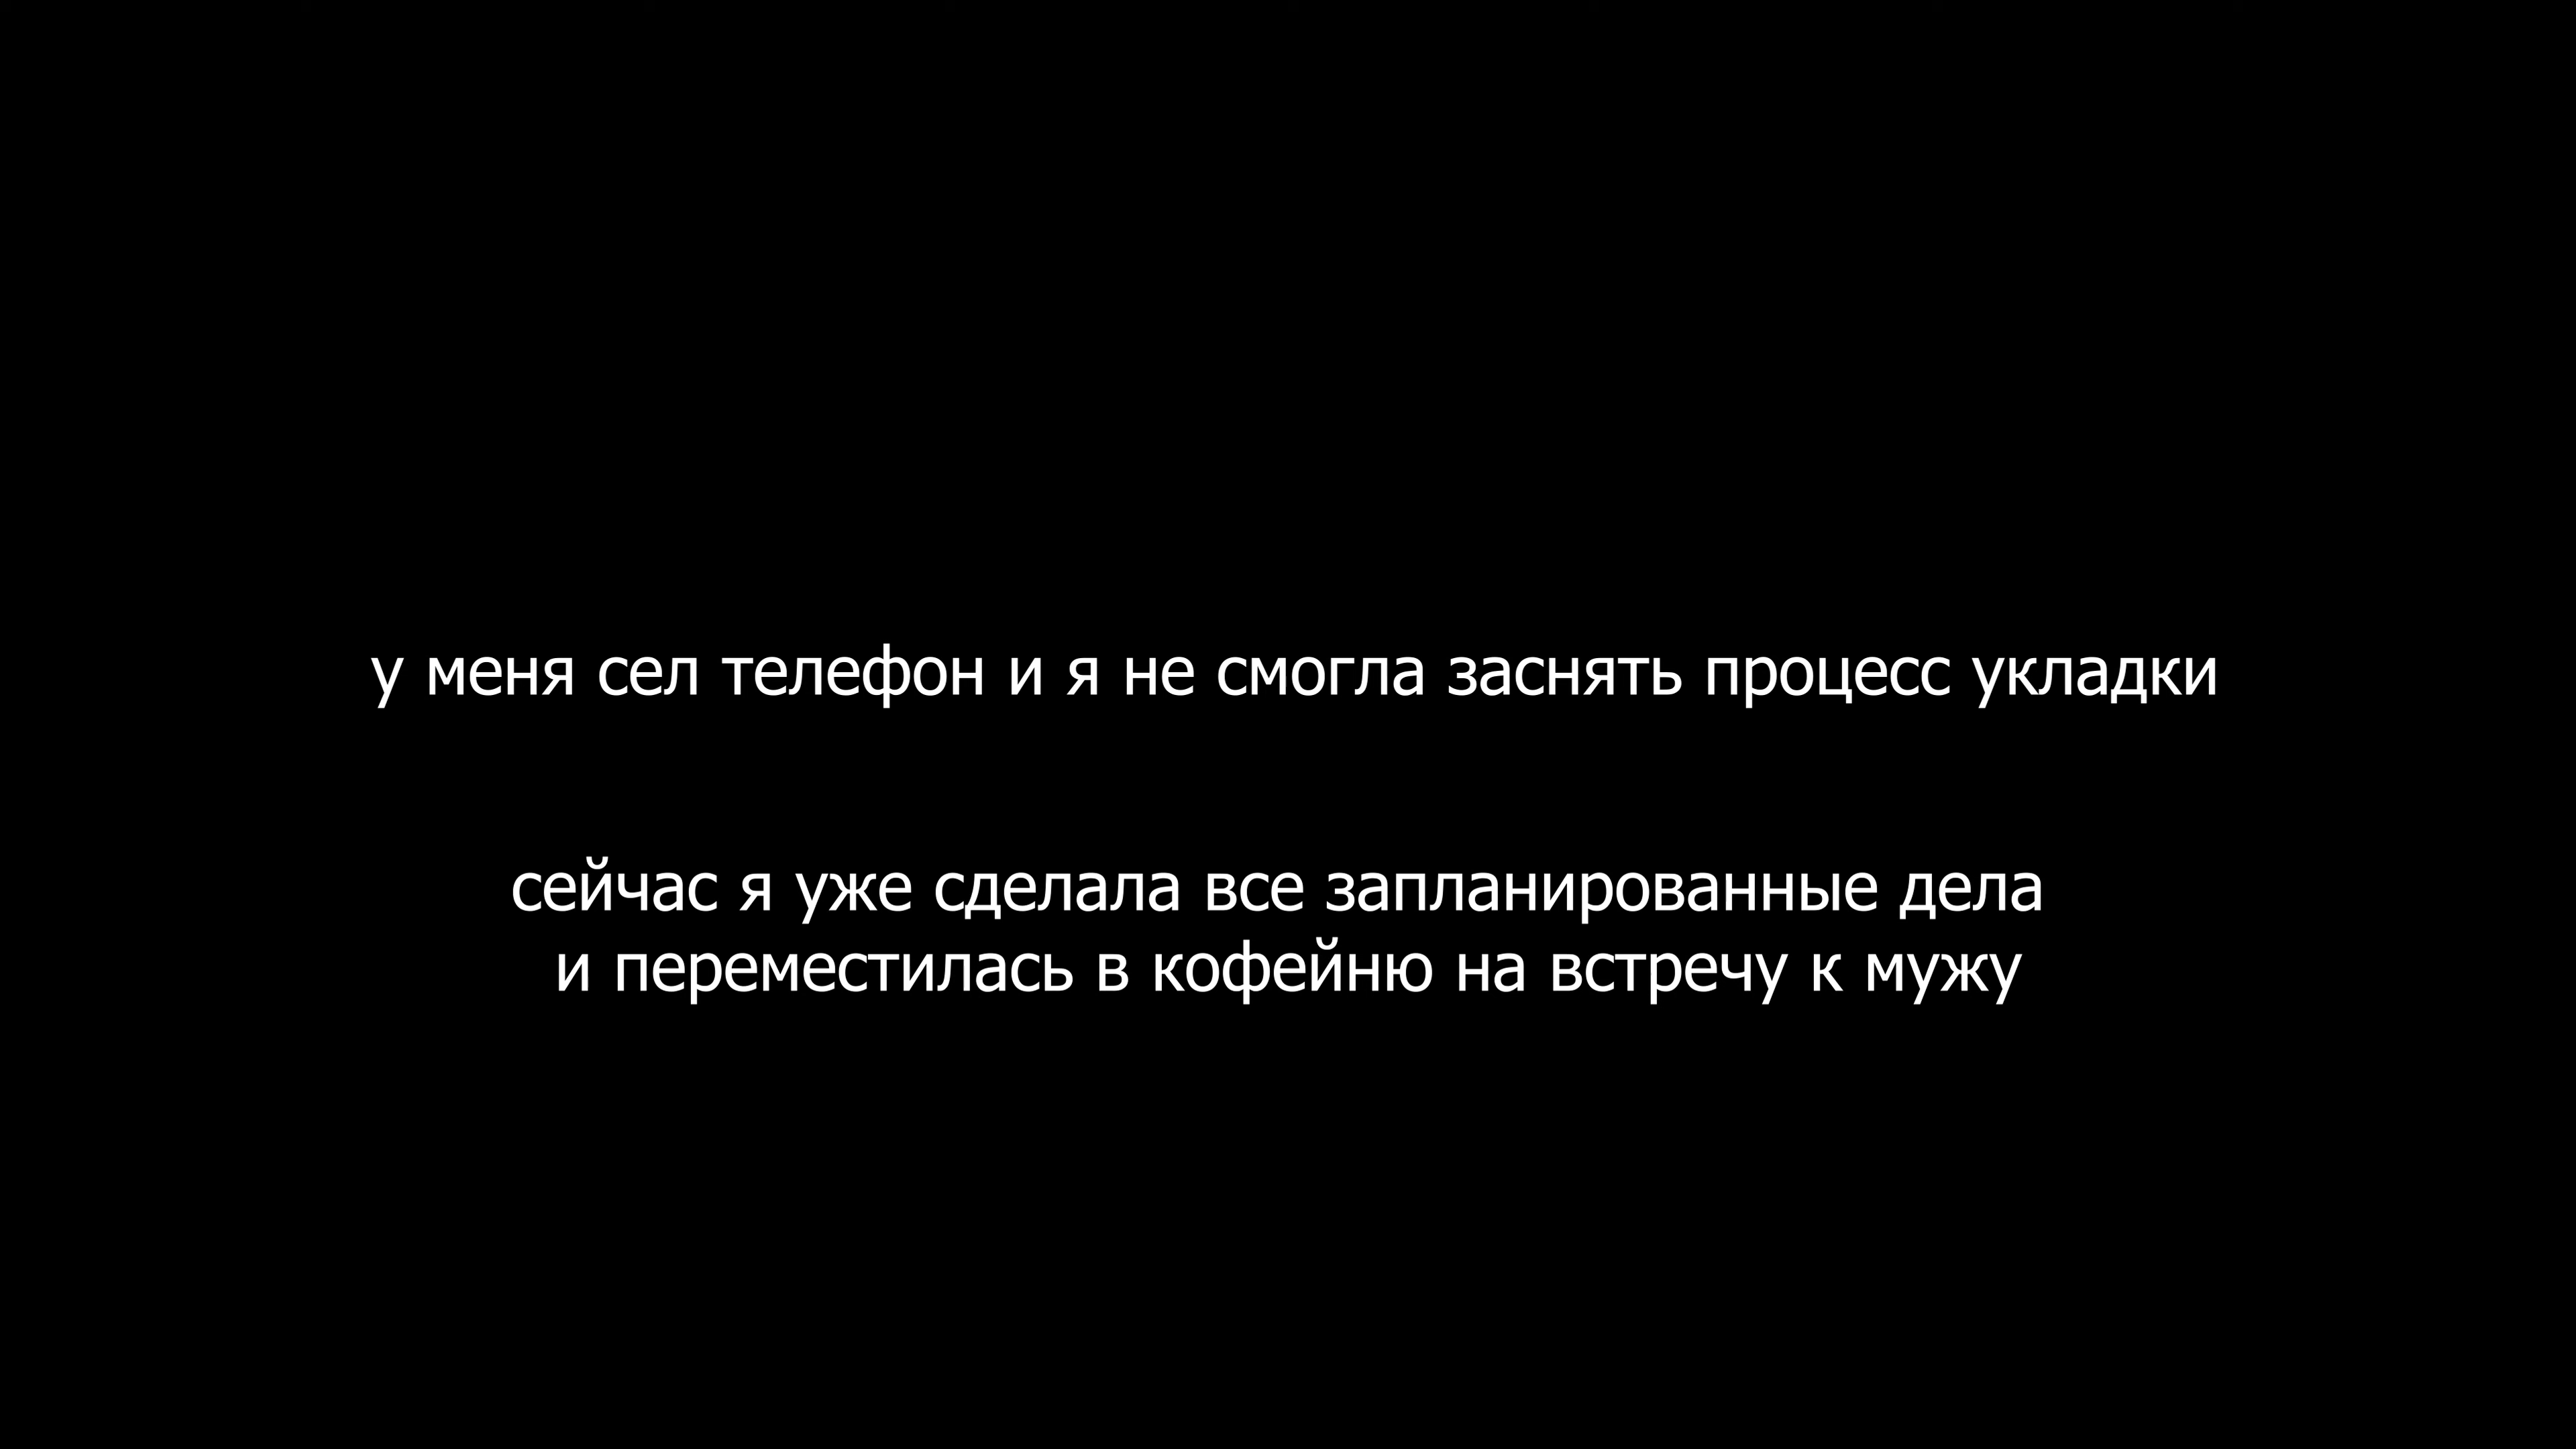 у меня сел телефон и я не смогла заснять процесс укладки
сейчас я уже сделала все запланированные дела
и переместилась в кофейню на встречу к мужу